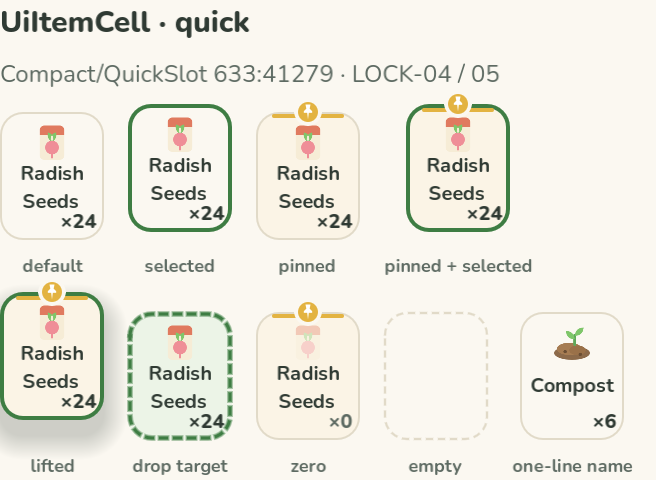 UiItemCell · quick
Compact/QuickSlot 633:41279 · LOCK-04 / 05
Radish
Seeds
×24
default
Radish
Seeds
×24
selected
Radish
Seeds
×24
pinned
Radish
Seeds
×24
pinned + selected
Radish
Seeds
×24
lifted
Radish
Seeds
×24
drop target
Radish
Seeds
×0
zero
empty
Compost
×6
one-line name